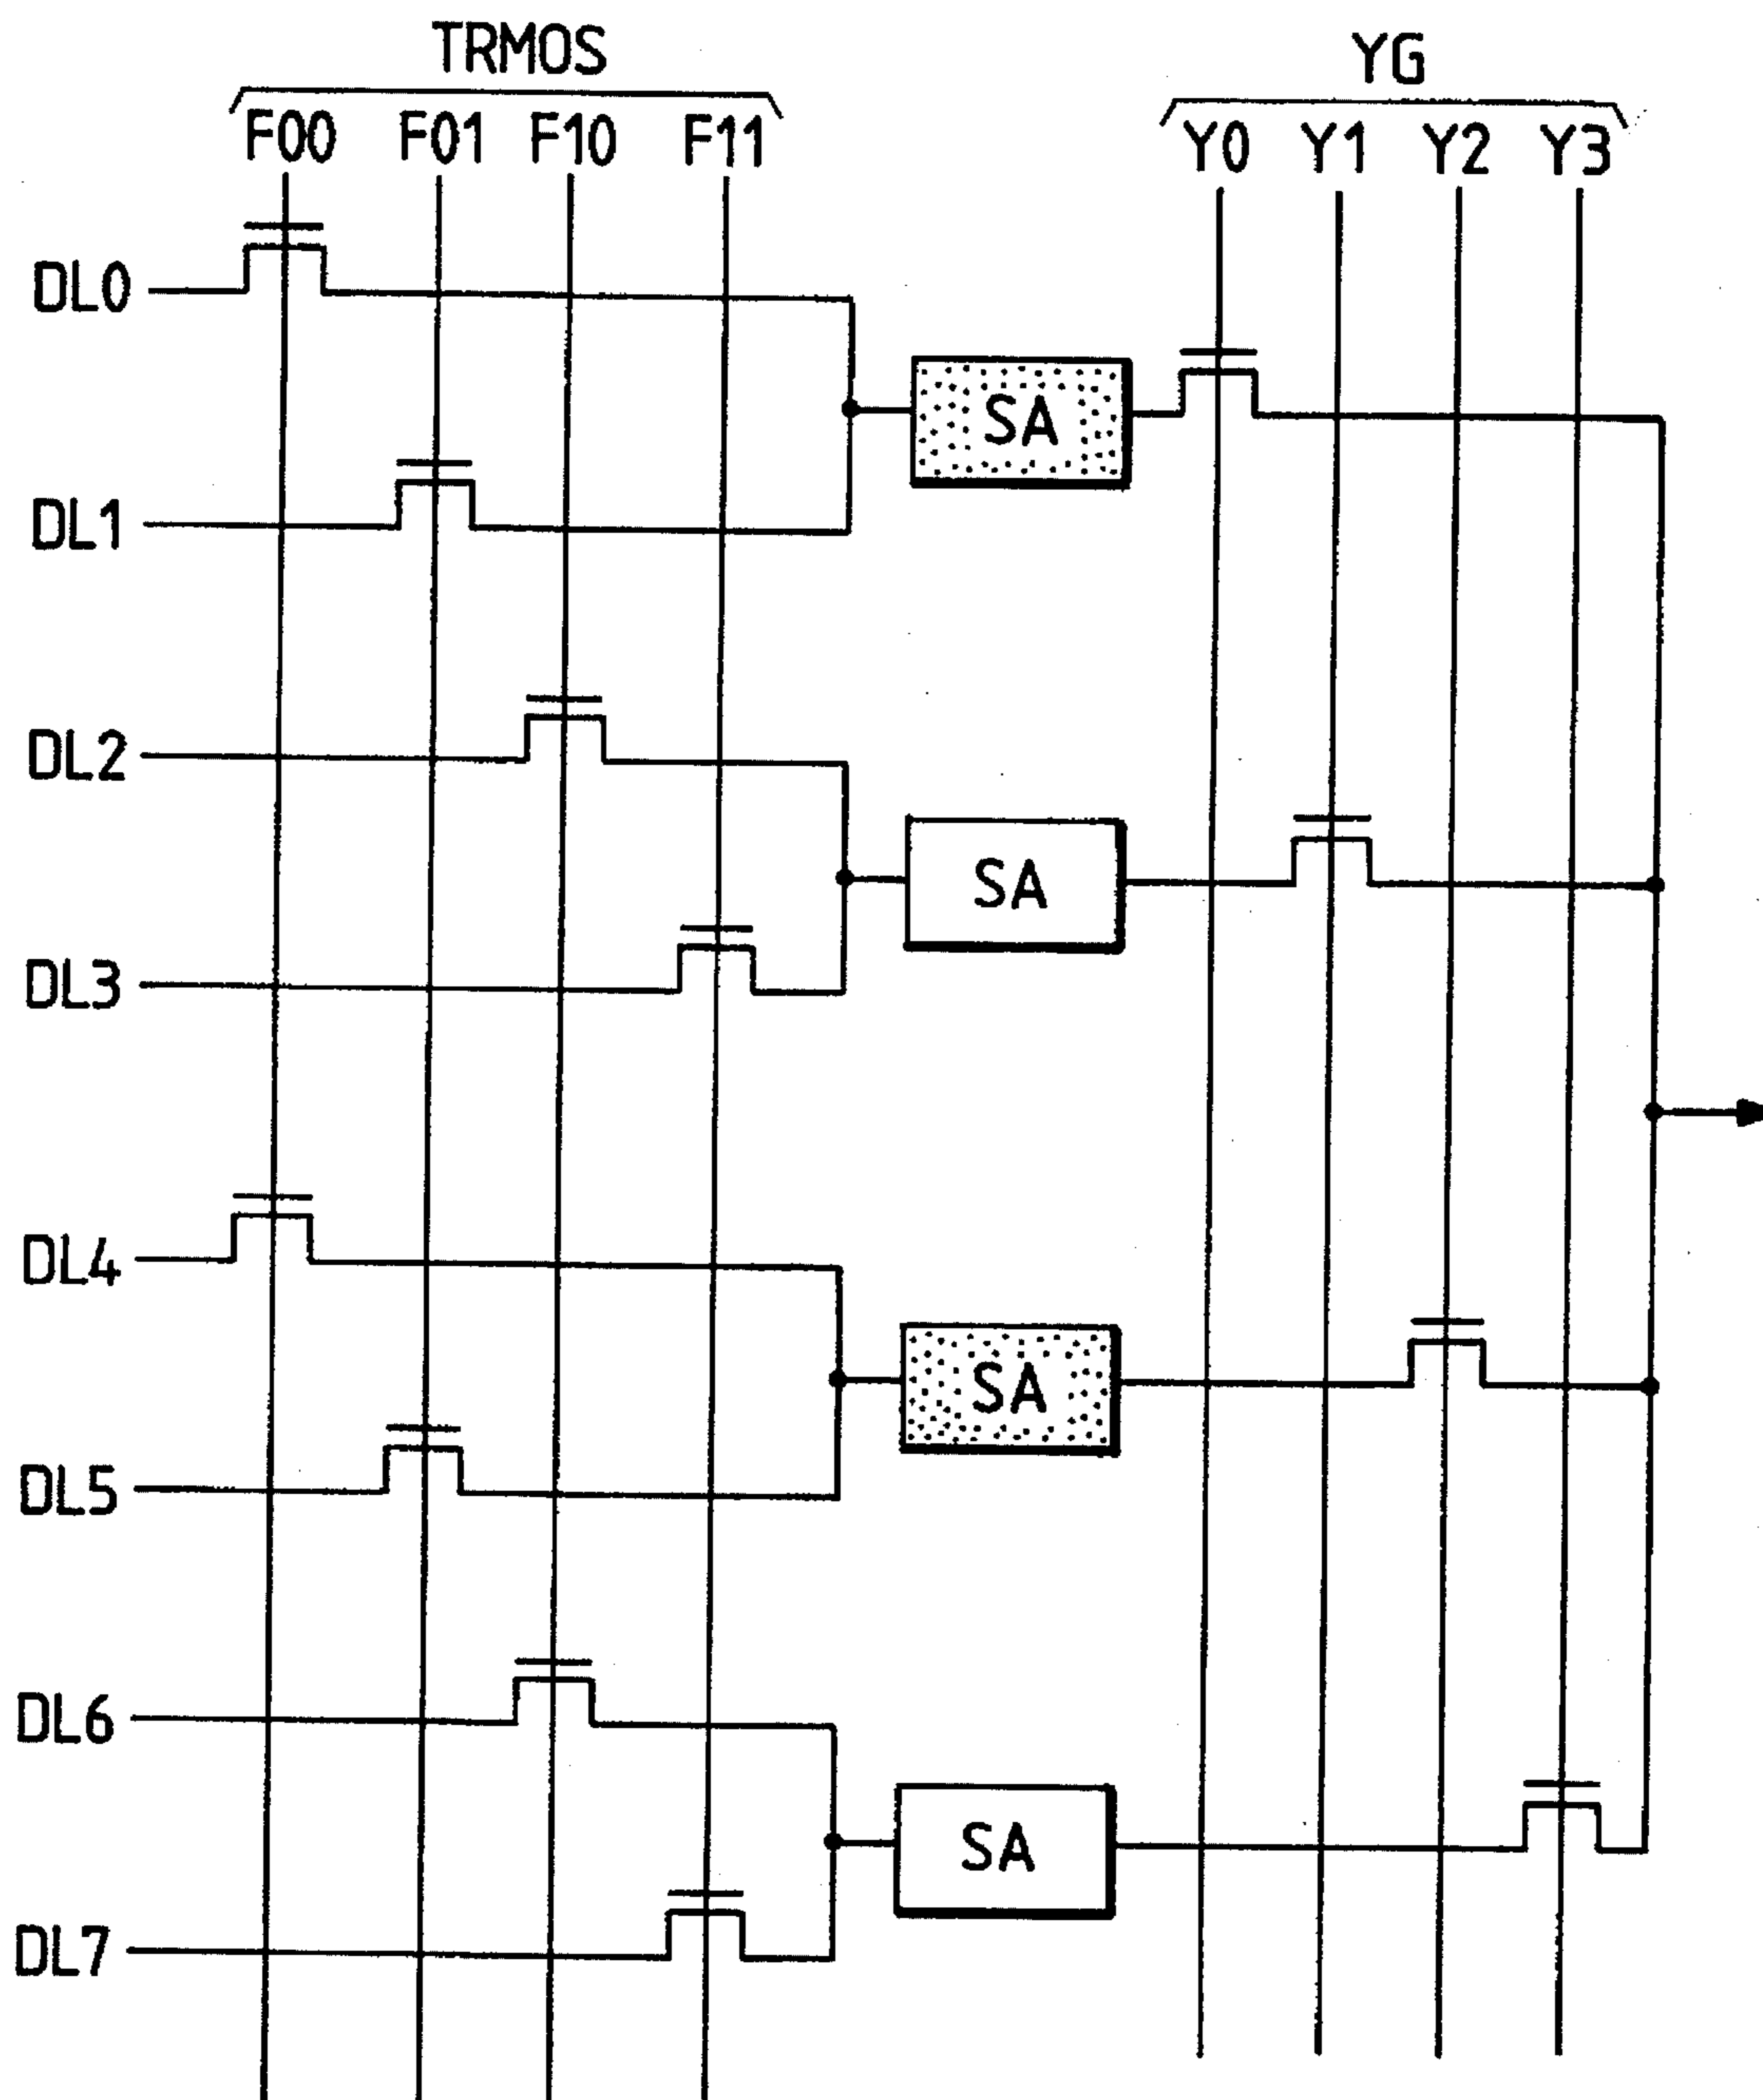 TRMOS
YG
F00 F01 F10 F11
Y0 Y1 Y2 Y3
DL0
SA
DL1
DL2
SA
DL3
DL4
SA
DL5
DL6
SA
DL7